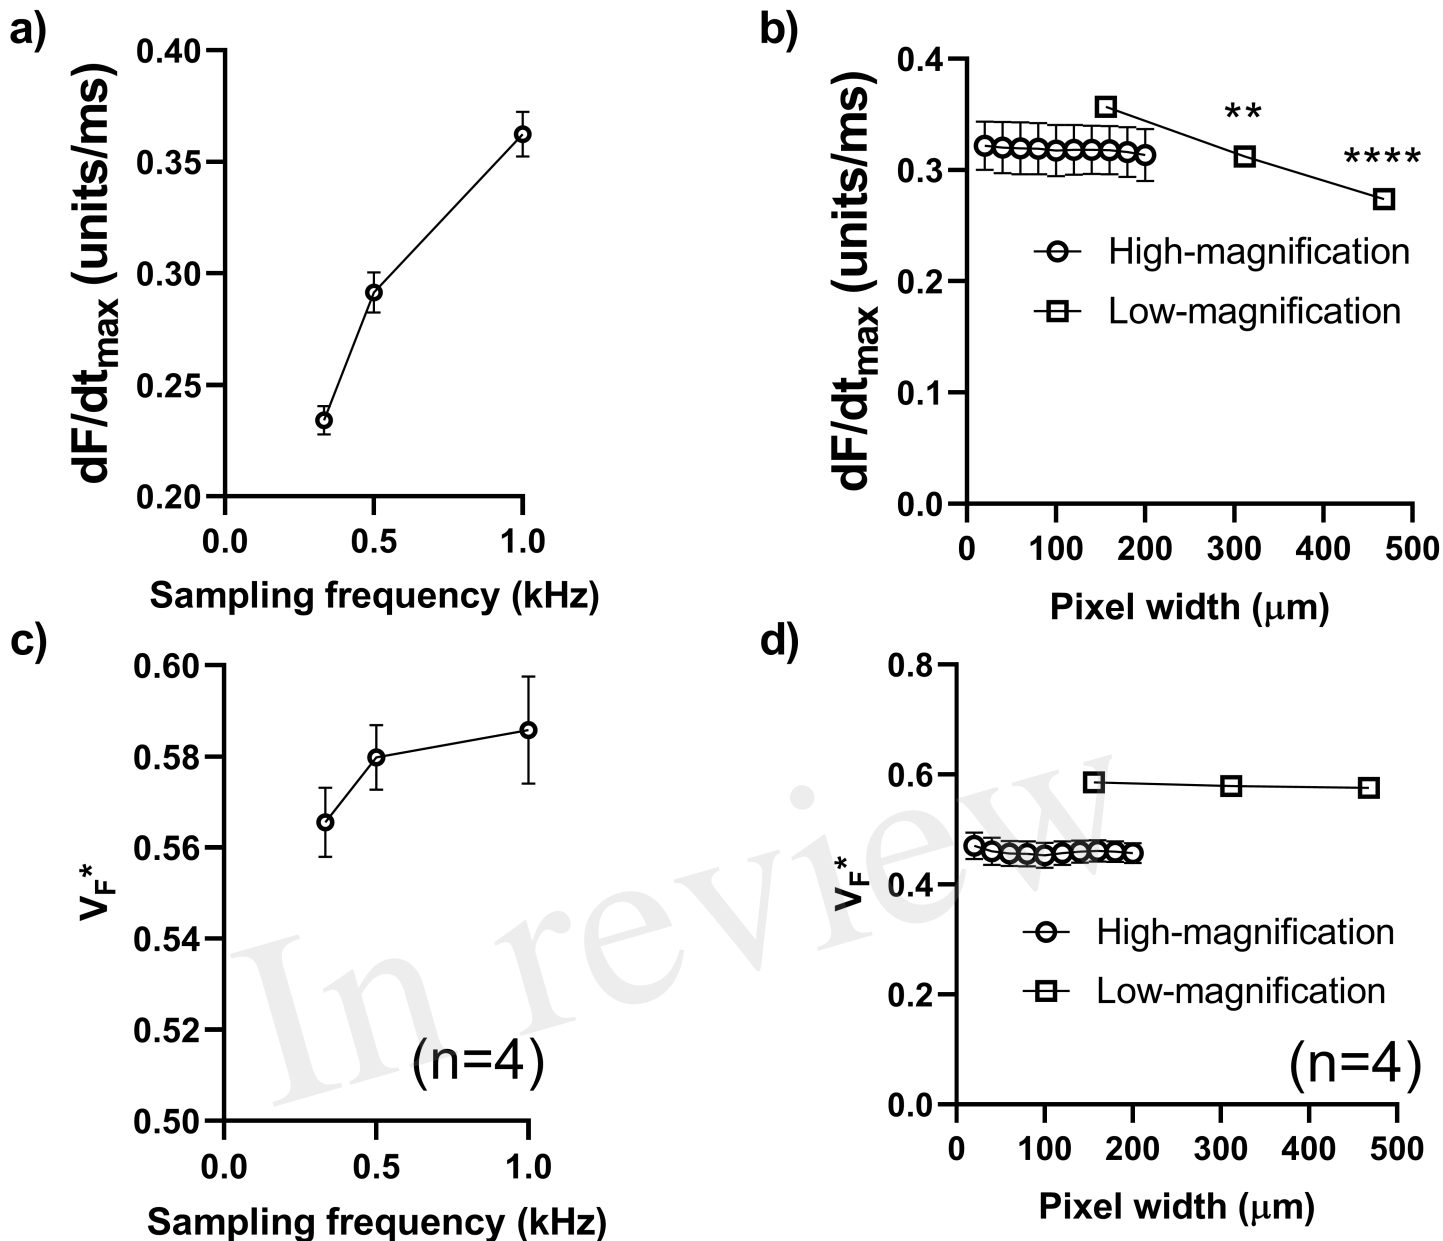 a)
dF/dtmax (units/ms)
0.40
0.35
0.30
0.25
0.20
0.0 0.5 1.0
Sampling frequency (kHz)
b)
dF/dtmax (units/ms)
0.4
0.3
0.2
0.1
0.0
**
****
High-magnification
Low-magnification
0 100 200 300 400 500
Pixel width (μm)
c)
VF*
0.60
0.58
0.56
0.54
0.52
0.50
(n=4)
0.0 0.5 1.0
Sampling frequency (kHz)
d)
VF*
0.8
0.6
0.4
0.2
0.0
High-magnification
Low-magnification
(n=4)
0 100 200 300 400 500
Pixel width (μm)
In review